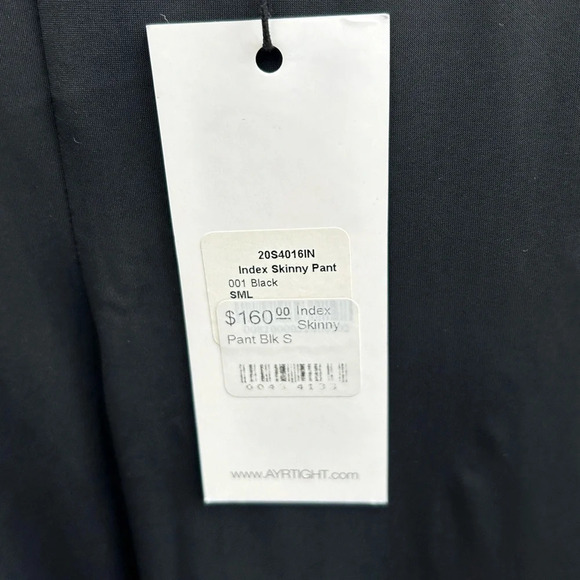 20S4016IN
Index Skinny Pant
001 Black
SML
$160.00 Index
Skinny
Pant Blk S
www.AYRTIGHT.com